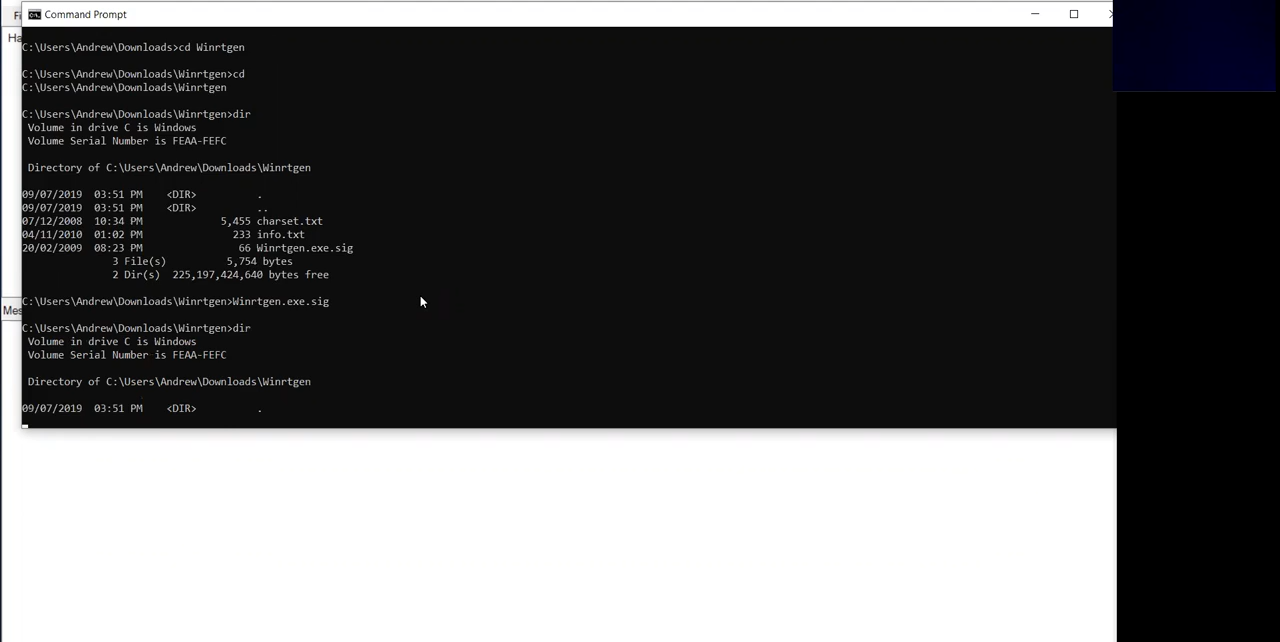 Fi
Command Prompt
Ha
C:\Users\Andrew\Downloads>cd Winrtgen
C:\Users\Andrew\Downloads\Winrtgen>cd
C:\Users\Andrew\Downloads\Winrtgen
C:\Users\Andrew\Downloads\Winrtgen>dir
Volume in drive C is Windows
Volume Serial Number is FEAA-FEFC
Directory of C:\Users\Andrew\Downloads\Winrtgen
09/07/2019 03:51 PM <DIR> .
09/07/2019 03:51 PM <DIR> ..
07/12/2008 10:34 PM 5,455 charset.txt
04/11/2010 01:02 PM 233 info.txt
20/02/2009 08:23 PM 66 Winrtgen.exe.sig
3 File(s) 5,754 bytes
2 Dir(s) 225,197,424,640 bytes free
C:\Users\Andrew\Downloads\Winrtgen>Winrtgen.exe.sig
Mes
C:\Users\Andrew\Downloads\Winrtgen>dir
Volume in drive C is Windows
Volume Serial Number is FEAA-FEFC
Directory of C:\Users\Andrew\Downloads\Winrtgen
09/07/2019 03:51 PM <DIR> .